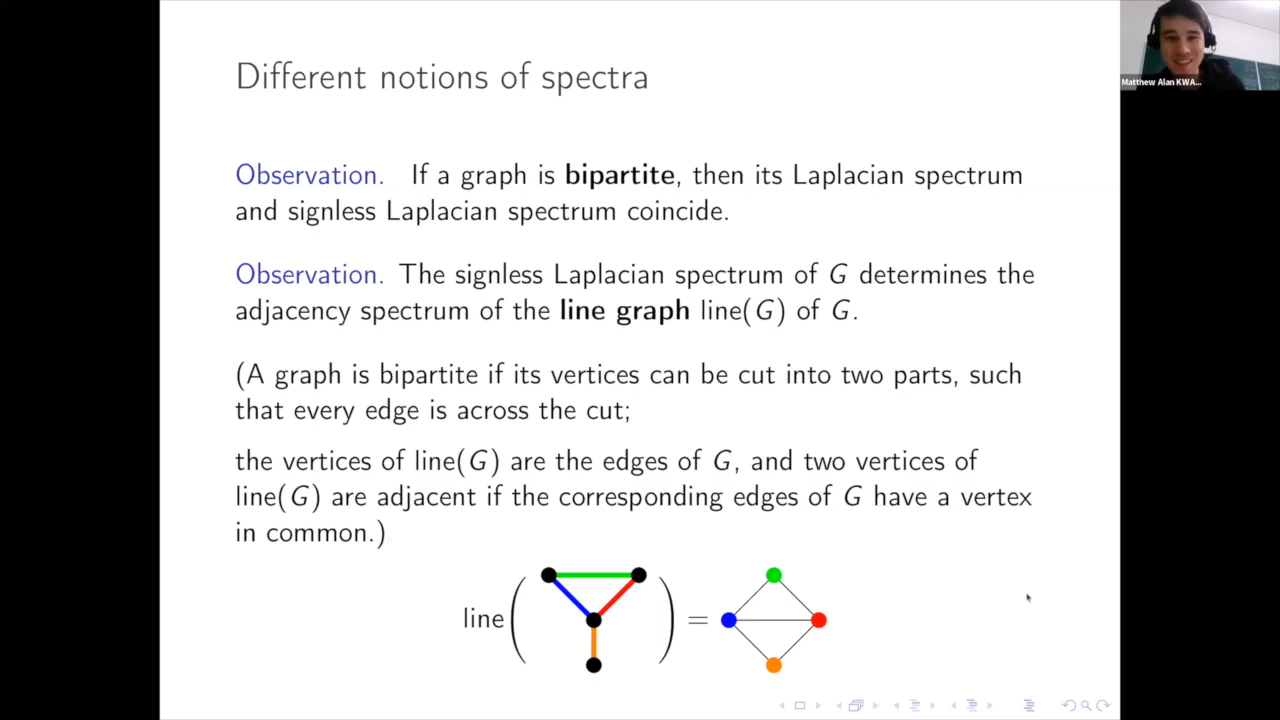 Different notions of spectra
Matthew Alan KWA...
Observation. If a graph is bipartite, then its Laplacian spectrum
and signless Laplacian spectrum coincide.
Observation. The signless Laplacian spectrum of G determines the
adjacency spectrum of the line graph line(G) of G.
(A graph is bipartite if its vertices can be cut into two parts, such
that every edge is across the cut;
the vertices of line(G) are the edges of G, and two vertices of
line(G) are adjacent if the corresponding edges of G have a vertex
in common.)
line( ) =